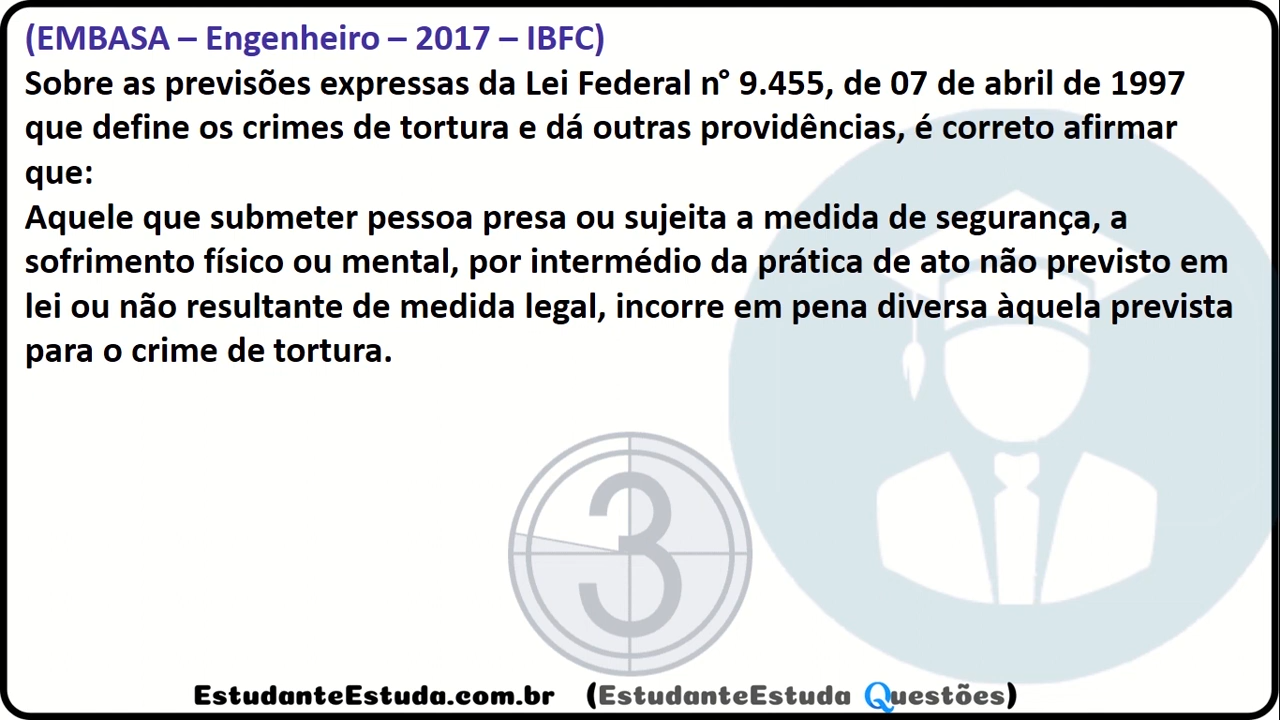 (EMBASA – Engenheiro – 2017 – IBFC)
Sobre as previsões expressas da Lei Federal n° 9.455, de 07 de abril de 1997
que define os crimes de tortura e dá outras providências, é correto afirmar
que:
Aquele que submeter pessoa presa ou sujeita a medida de segurança, a
sofrimento físico ou mental, por intermédio da prática de ato não previsto em
lei ou não resultante de medida legal, incorre em pena diversa àquela prevista
para o crime de tortura.
3
EstudanteEstuda.com.br (EstudanteEstuda Questões)